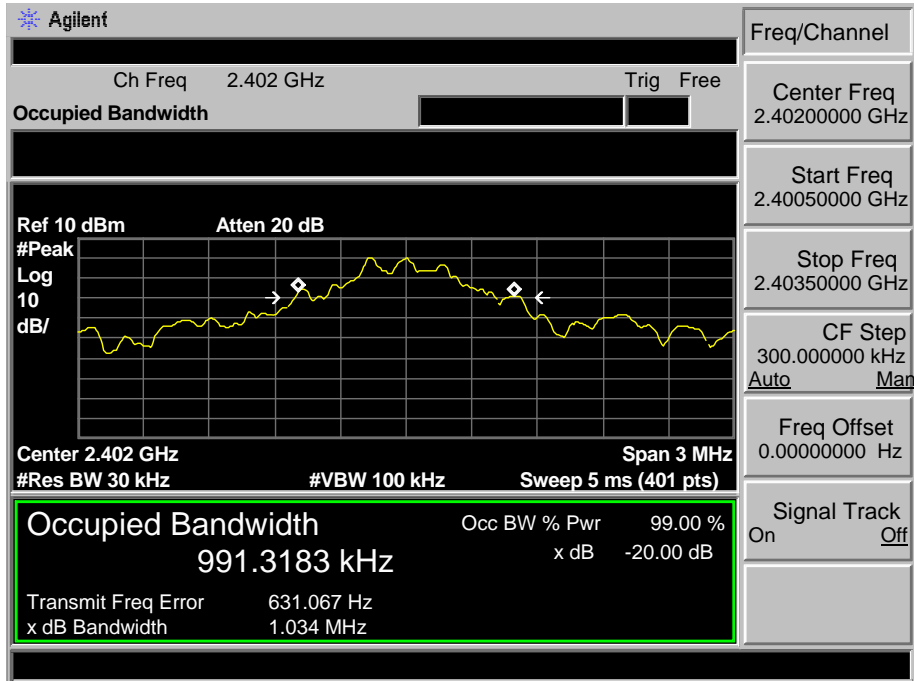 Agilent
Freq/Channel
Ch Freq 2.402 GHz Trig Free
Occupied Bandwidth
Center Freq
2.40200000 GHz
Start Freq
2.40050000 GHz
Stop Freq
2.40350000 GHz
CF Step
300.000000 kHz
Auto Man
Freq Offset
0.00000000 Hz
Signal Track
On Off
Ref 10 dBm Atten 20 dB
#Peak
Log
10
dB/
Center 2.402 GHz Span 3 MHz
#Res BW 30 kHz #VBW 100 kHz Sweep 5 ms (401 pts)
Occupied Bandwidth Occ BW % Pwr 99.00 %
991.3183 kHz x dB -20.00 dB
Transmit Freq Error 631.067 Hz
x dB Bandwidth 1.034 MHz